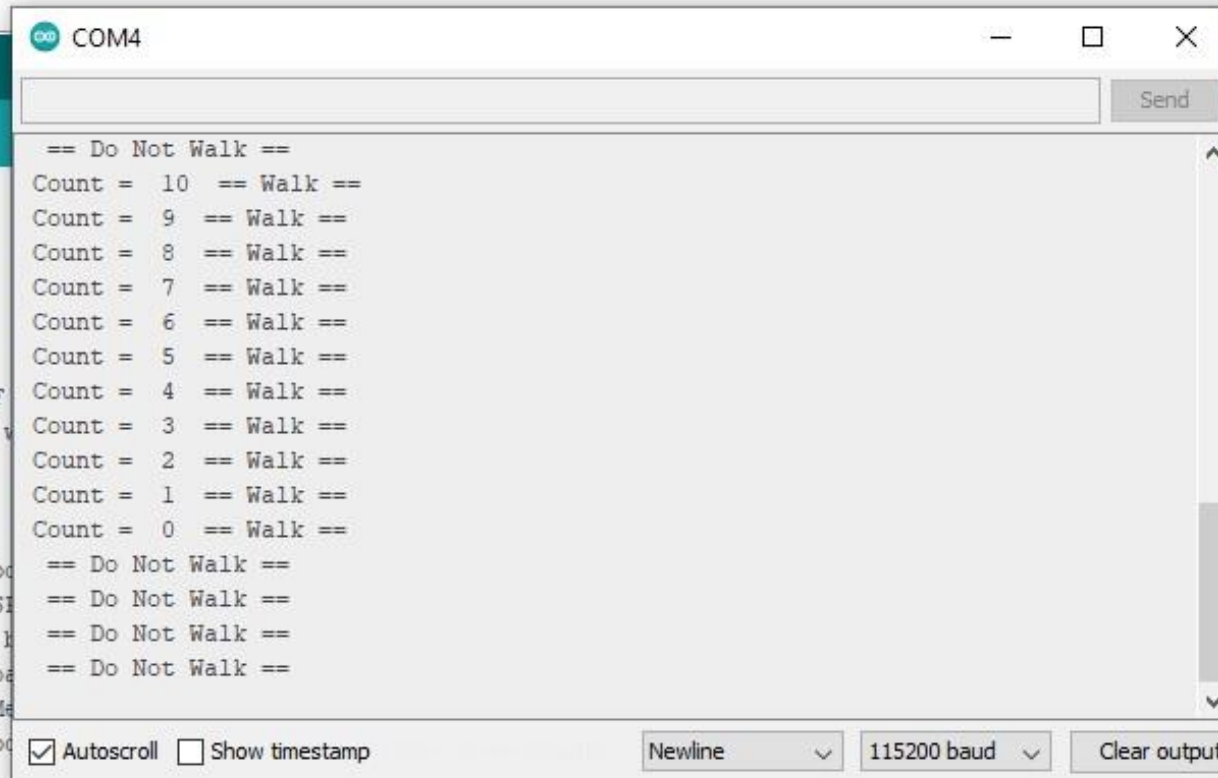 COM4
Send
== Do Not Walk ==
Count =  10  == Walk ==
Count =  9  == Walk ==
Count =  8  == Walk ==
Count =  7  == Walk ==
Count =  6  == Walk ==
Count =  5  == Walk ==
Count =  4  == Walk ==
Count =  3  == Walk ==
Count =  2  == Walk ==
Count =  1  == Walk ==
Count =  0  == Walk ==
== Do Not Walk ==
== Do Not Walk ==
== Do Not Walk ==
== Do Not Walk ==
Autoscroll Show timestamp Newline 115200 baud Clear output